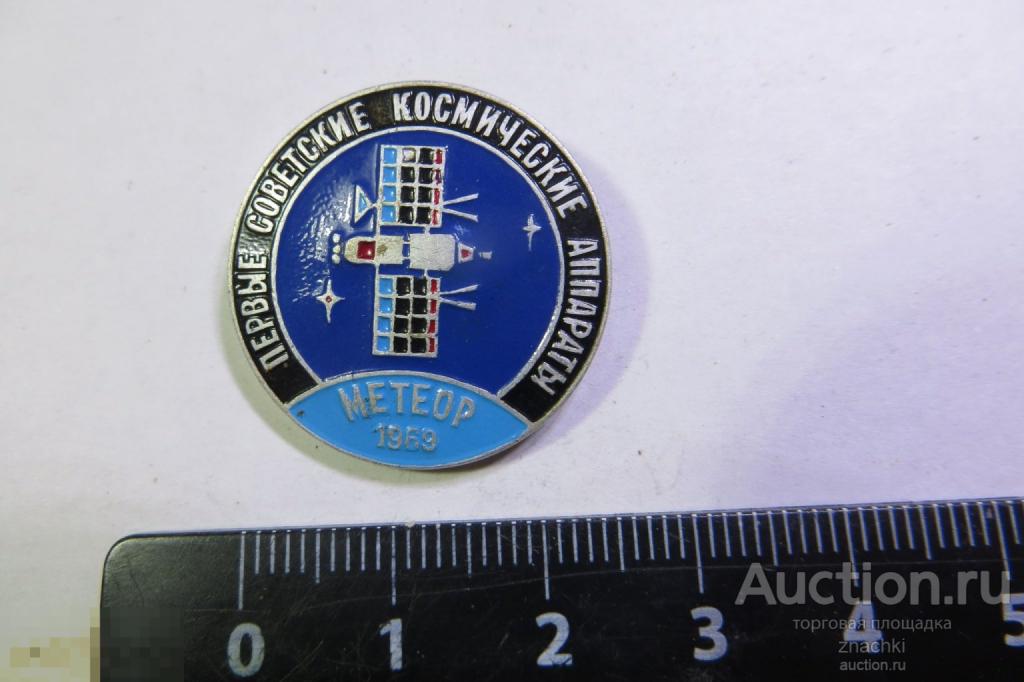 ПЕРВЫЕ СОВЕТСКИЕ КОСМИЧЕСКИЕ АППАРАТЫ
МЕТЕОР
1969
0 1 2 3 4 5
Auction.ru
торговая площадка
znachki
auction.ru